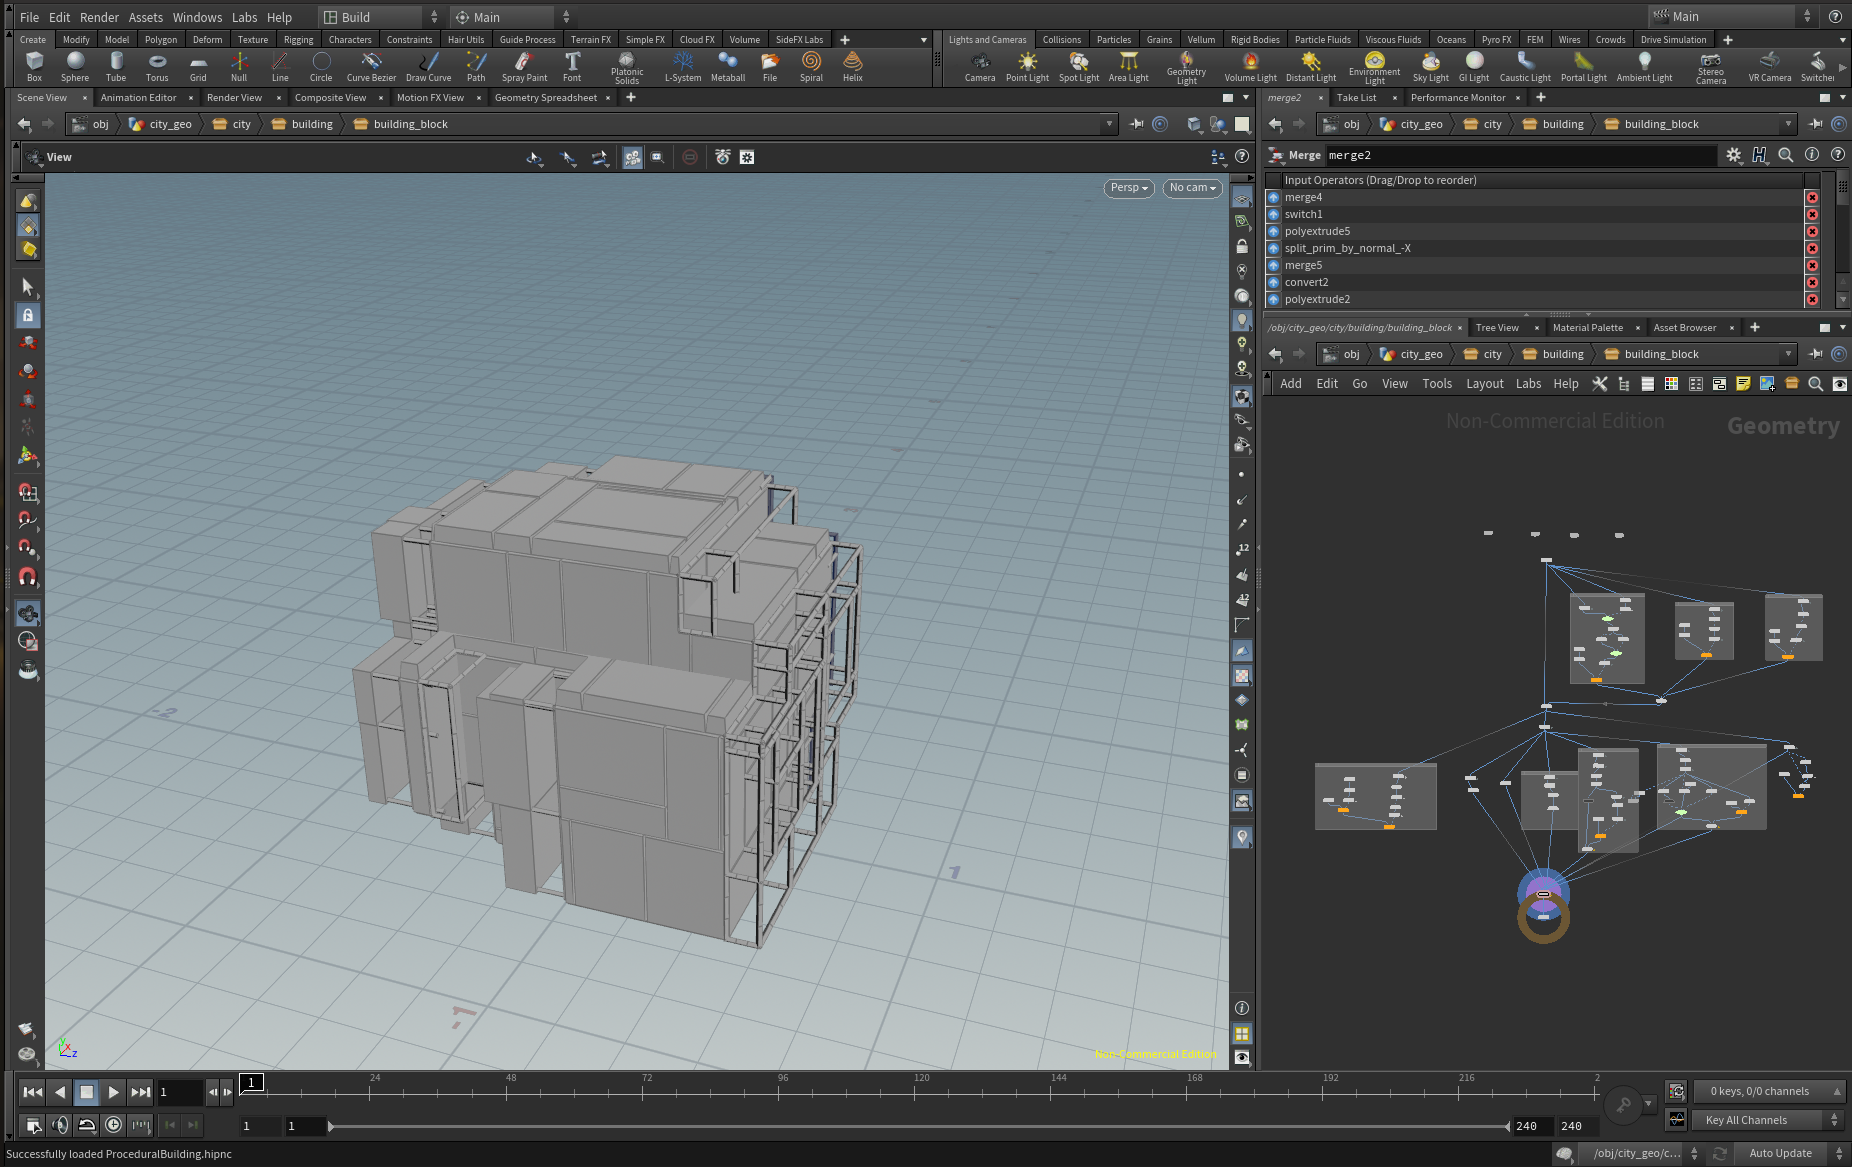 File Edit Render Assets Windows Labs Help Build Main Main
Create Modify Model Polygon Deform Texture Rigging Characters Constraints Hair Utils Guide Process Terrain FX Simple FX Cloud FX Volume SideFX Labs
Lights and Cameras Collisions Particles Grains Vellum Rigid Bodies Particle Fluids Viscous Fluids Oceans Pyro FX FEM Wires Crowds Drive Simulation
Box Sphere Tube Torus Grid Null Line Circle Curve Bezier Draw Curve Path Spray Paint Font Platonic Solids L-System Metaball File Spiral Helix
Camera Point Light Spot Light Area Light Geometry Light Volume Light Distant Light Environment Light Sky Light GI Light Caustic Light Portal Light Ambient Light Stereo Camera VR Camera Switcher
Scene View Animation Editor Render View Composite View Motion FX View Geometry Spreadsheet
merge2 Take List Performance Monitor
obj city_geo city building building_block
obj city_geo city building building_block
View
Merge merge2
Persp No cam
Input Operators (Drag/Drop to reorder)
merge4
switch1
polyextrude5
split_prim_by_normal_-X
merge5
convert2
polyextrude2
/obj/city_geo/city/building/building_block Tree View Material Palette Asset Browser
obj city_geo city building building_block
Add Edit Go View Tools Layout Labs Help
Non-Commercial Edition Geometry
12
12
-2
1
-1
y x z
Non-Commercial Edition
1 1 24 48 72 96 120 144 168 192 216 2
0 keys, 0/0 channels
1 1 240 240 Key All Channels
Successfully loaded ProceduralBuilding.hipnc /obj/city_geo/c... Auto Update